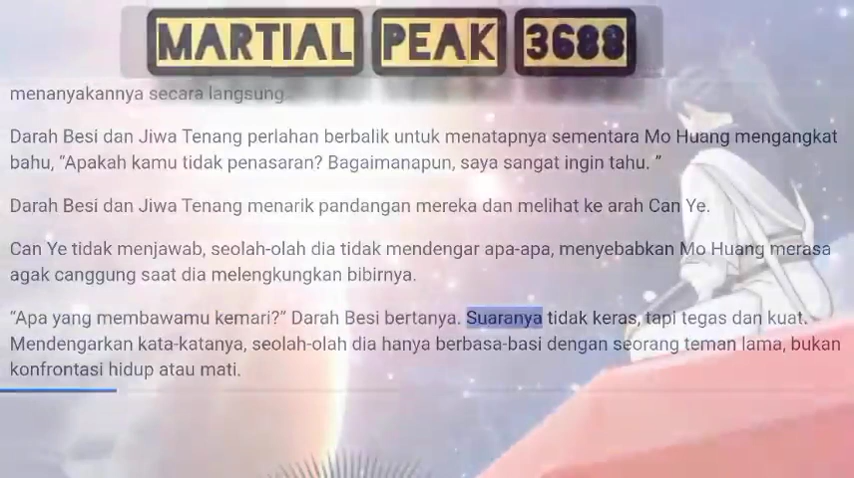 MARTIAL PEAK 3688
menanyakannya secara langsung.
Darah Besi dan Jiwa Tenang perlahan berbalik untuk menatapnya sementara Mo Huang mengangkat
bahu, “Apakah kamu tidak penasaran? Bagaimanapun, saya sangat ingin tahu. ”
Darah Besi dan Jiwa Tenang menarik pandangan mereka dan melihat ke arah Can Ye.
Can Ye tidak menjawab, seolah-olah dia tidak mendengar apa-apa, menyebabkan Mo Huang merasa
agak canggung saat dia melengkungkan bibirnya.
“Apa yang membawamu kemari?” Darah Besi bertanya. Suaranya tidak keras, tapi tegas dan kuat.
Mendengarkan kata-katanya, seolah-olah dia hanya berbasa-basi dengan seorang teman lama, bukan
konfrontasi hidup atau mati.